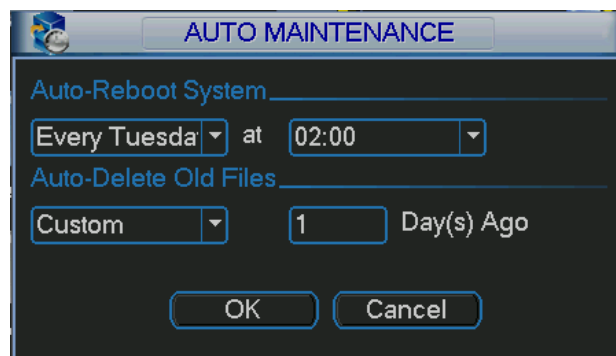 AUTO MAINTENANCE
Auto-Reboot System
Every Tuesda at 02:00
Auto-Delete Old Files
Custom 1 Day(s) Ago
OK Cancel